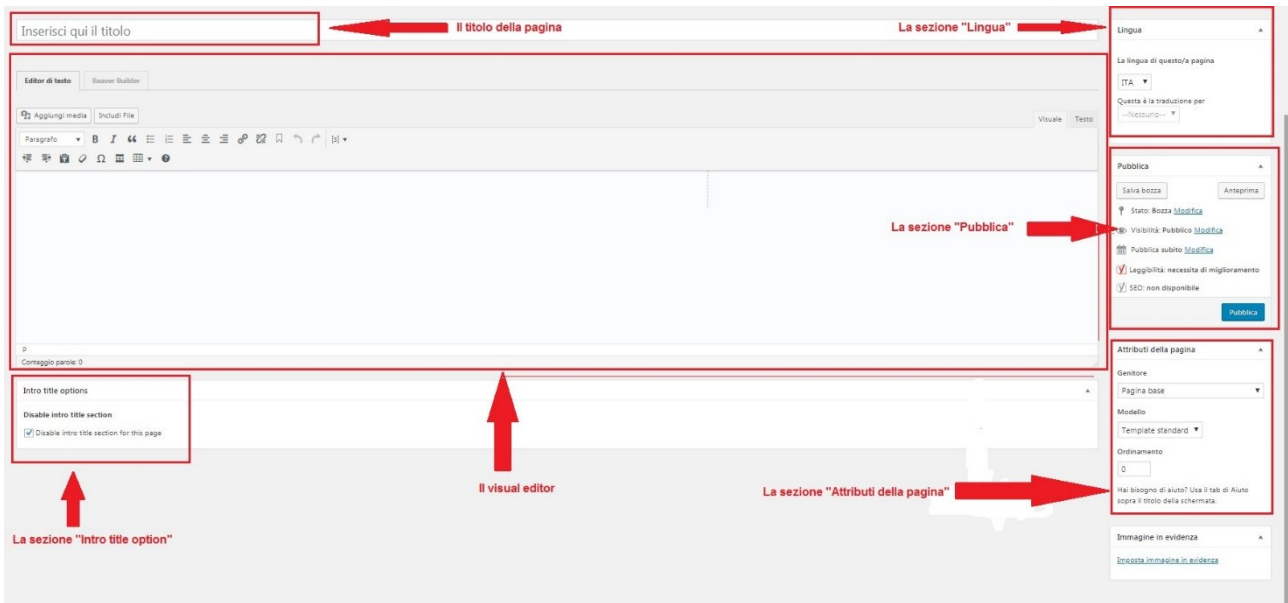 Inserisci qui il titolo
Il titolo della pagina
La sezione "Lingua"
Editor di testo Beaver Builder
Aggiungi media Includi File
Visuale Testo
Paragrafo
La sezione "Pubblica"
p
Conteggio parole: 0
Intro title options
Disable intro title section
Disable intro title section for this page
Il visual editor
La sezione "Attributi della pagina"
La sezione "Intro title option"
Lingua
La lingua di questo/a pagina
ITA
Questa è la traduzione per
--Nessuno--
Pubblica
Salva bozza Anteprima
Stato: Bozza Modifica
Visibilità: Pubblico Modifica
Pubblica subito Modifica
Leggibilità: necessita di miglioramento
SEO: non disponibile
Pubblica
Attributi della pagina
Genitore
Pagina base
Modello
Template standard
Ordinamento
0
Hai bisogno di aiuto? Usa il tab di Aiuto
sopra il titolo della schermata.
Immagine in evidenza
Imposta immagine in evidenza